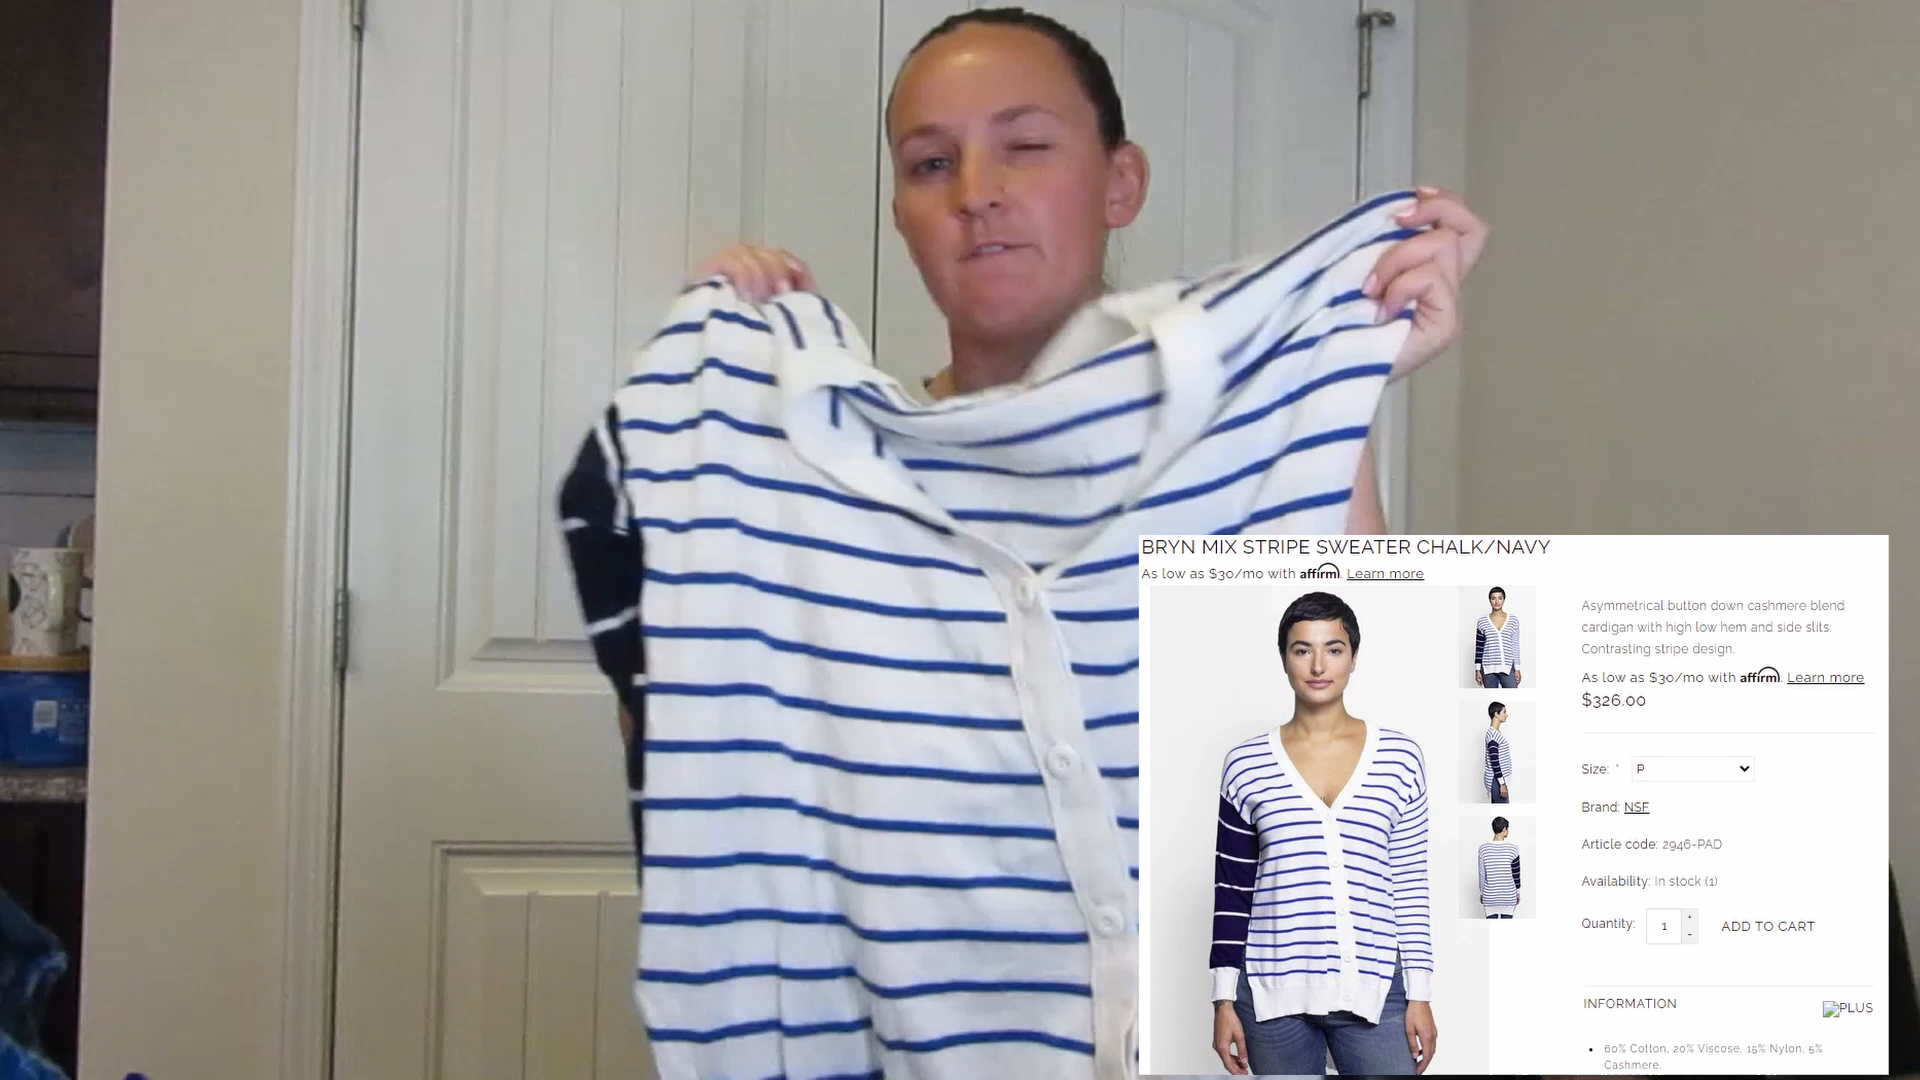 BRYN MIX STRIPE SWEATER CHALK/NAVY
As low as $30/mo with affirm. Learn more
Asymmetrical button down cashmere blend
cardigan with high low hem and side slits.
Contrasting stripe design.
As low as $30/mo with affirm. Learn more
$326.00
Size: * P
Brand: NSF
Article code: 2946-PAD
Availability: In stock (1)
Quantity: 1 + - ADD TO CART
INFORMATION PLUS
• 60% Cotton, 20% Viscose, 15% Nylon, 5%
Cashmere.